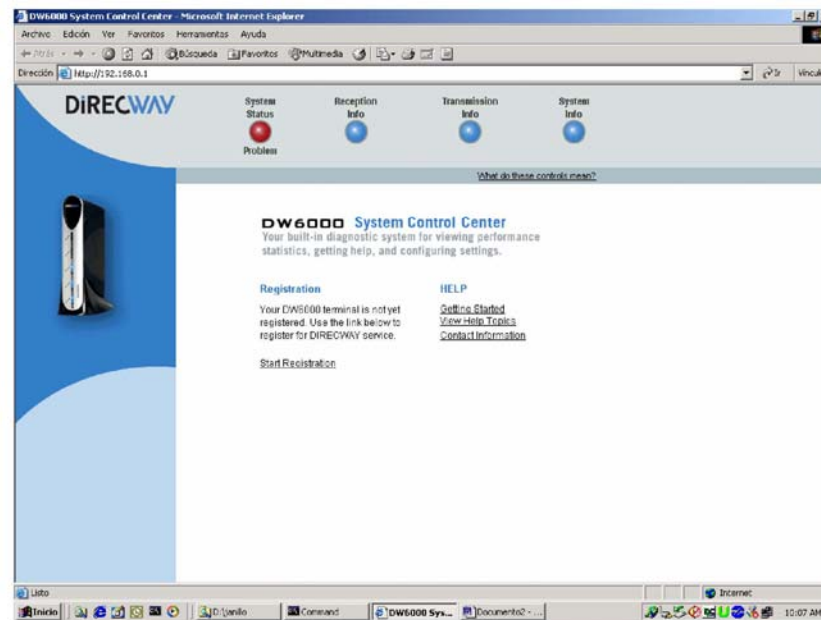 DW6000 System Control Center - Microsoft Internet Explorer
Archivo Edición Ver Favoritos Herramientas Ayuda
Atrás Búsqueda Favoritos Multimedia
Dirección http://192.168.0.1 Ir Víncul
DIRECWAY
System Status Problem
Reception Info
Transmission Info
System Info
What do these controls mean?
DW6000 System Control Center
Your built-in diagnostic system for viewing performance
statistics, getting help, and configuring settings.
Registration
Your DW6000 terminal is not yet
registered. Use the link below to
register for DIRECWAY service.
Start Registration
HELP
Getting Started
View Help Topics
Contact Information
Listo Internet
Inicio D:\janillo Command DW6000 Sys... Documento2 - ... 10:07 AM